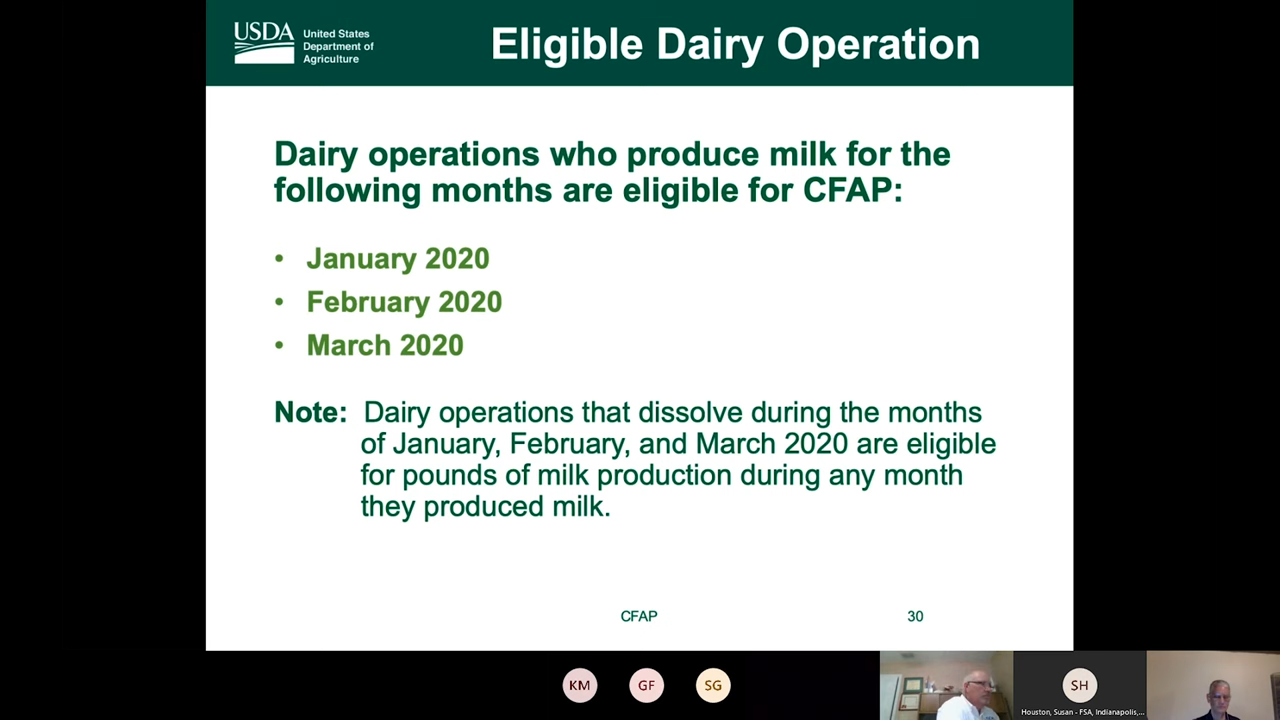 USDA
United States
Department of
Agriculture
Eligible Dairy Operation
Dairy operations who produce milk for the
following months are eligible for CFAP:
• January 2020
• February 2020
• March 2020
Note: Dairy operations that dissolve during the months
of January, February, and March 2020 are eligible
for pounds of milk production during any month
they produced milk.
CFAP
30
KM
GF
SG
SH
Houston, Susan - FSA, Indianapolis,...